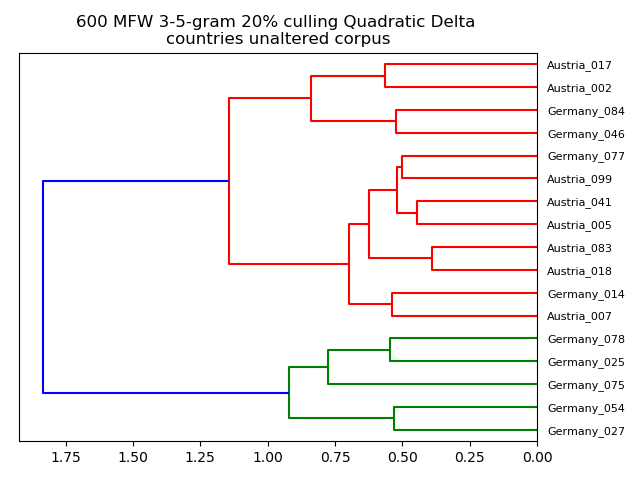 600 MFW 3-5-gram 20% culling Quadratic Delta
countries unaltered corpus
Austria_017
Austria_002
Germany_084
Germany_046
Germany_077
Austria_099
Austria_041
Austria_005
Austria_083
Austria_018
Germany_014
Austria_007
Germany_078
Germany_025
Germany_075
Germany_054
Germany_027
1.75 1.50 1.25 1.00 0.75 0.50 0.25 0.00